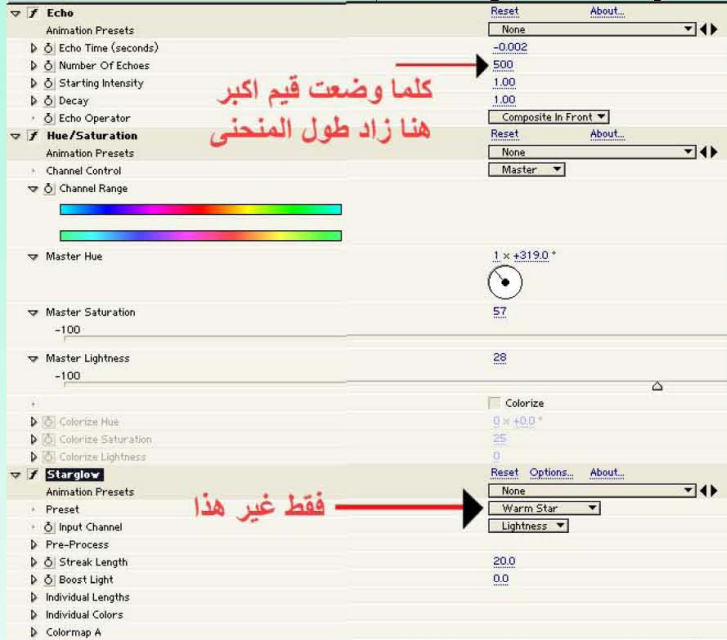 Echo Reset About...
Animation Presets None
Echo Time (seconds) -0.002
Number Of Echoes 500
Starting Intensity 1.00
Decay 1.00
Echo Operator Composite In Front
كلما وضعت قيم اكبر
هنا زاد طول المنحنى
Hue/Saturation Reset About...
Animation Presets None
Channel Control Master
Channel Range
Master Hue 1 x +319.0 °
Master Saturation 57
-100
Master Lightness 28
-100
Colorize
Colorize Hue 0 x +0.0 °
Colorize Saturation 25
Colorize Lightness 0
Starglow Reset Options... About...
Animation Presets None
Preset Warm Star
فقط غير هذا
Input Channel Lightness
Pre-Process
Streak Length 20.0
Boost Light 0.0
Individual Lengths
Individual Colors
Colormap A